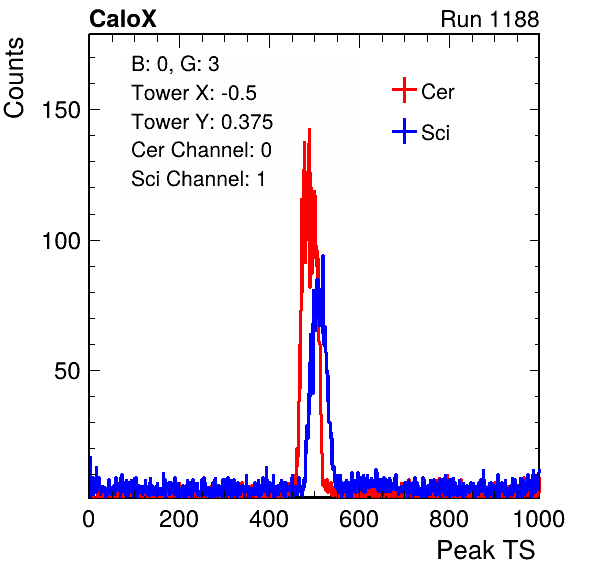 CaloX Run 1188
Counts
B: 0, G: 3
Tower X: -0.5
Tower Y: 0.375
Cer Channel: 0
Sci Channel: 1
Cer
Sci
150
100
50
0 200 400 600 800 1000
Peak TS